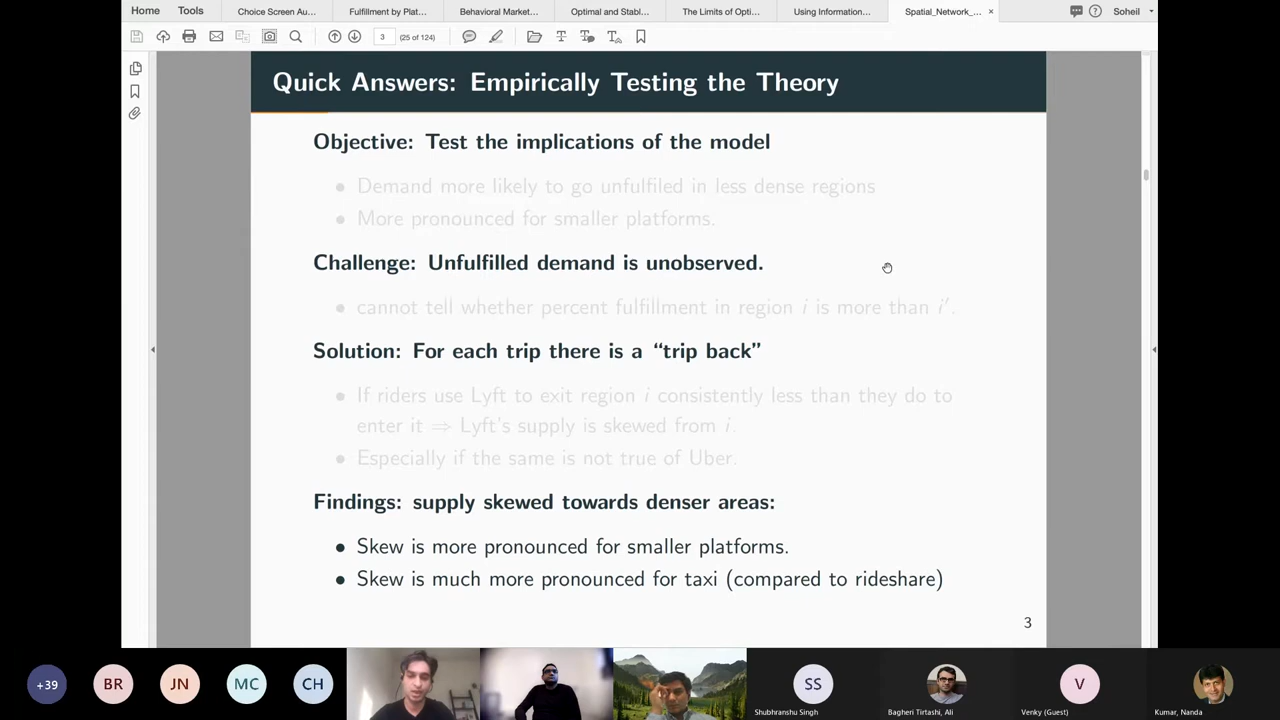 Home
Tools
Choice Screen Au...
Fulfillment by Plat...
Behavioral Market...
Optimal and Stabl...
The Limits of Opti...
Using Information...
Spatial_Network_... ×
Soheil
3 (25 of 124)
Quick Answers: Empirically Testing the Theory
Objective: Test the implications of the model
• Demand more likely to go unfulfiled in less dense regions
• More pronounced for smaller platforms.
Challenge: Unfulfilled demand is unobserved.
• cannot tell whether percent fulfillment in region i is more than i′.
Solution: For each trip there is a “trip back”
• If riders use Lyft to exit region i consistently less than they do to
enter it ⇒ Lyft's supply is skewed from i.
• Especially if the same is not true of Uber.
Findings: supply skewed towards denser areas:
• Skew is more pronounced for smaller platforms.
• Skew is much more pronounced for taxi (compared to rideshare)
3
+39
BR
JN
MC
CH
SS
Shubhranshu Singh
Bagheri Tirtashi, Ali
V
Venky (Guest)
Kumar, Nanda